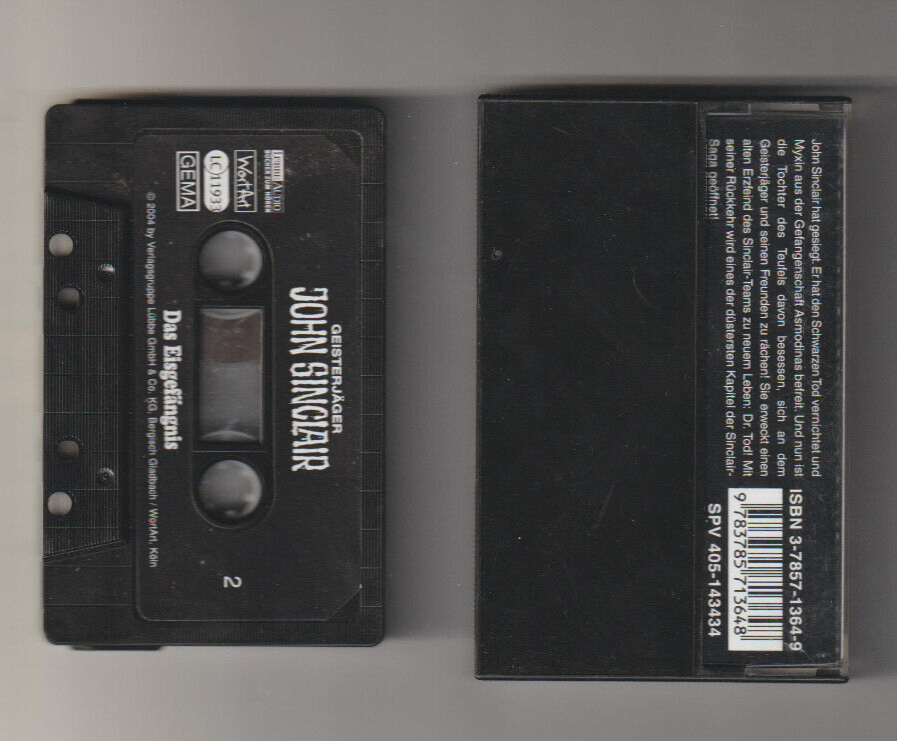 GEISTERJÄGER
JOHN SINCLAIR
Das Eisgefängnis
2
WortArt
LC 11933
GEMA
© 2004 by Verlagsgruppe Lübbe GmbH & Co. KG, Bergisch Gladbach / WortArt, Köln
John Sinclair hat gesiegt. Er hat den Schwarzen Tod vernichtet und
Myxin aus der Gefangenschaft Asmodinas befreit. Und nun ist
die Tochter des Teufels davon besessen, sich an dem
Geisterjäger und seinen Freunden zu rächen! Sie erweckt einen
alten Erzfeind des Sinclair-Teams zu neuem Leben: Dr. Tod! Mit
seiner Rückkehr wird eines der düstersten Kapitel der Sinclair-
Saga geöffnet!
ISBN 3-7857-1364-9
9 783785 713648
SPV 405-143434